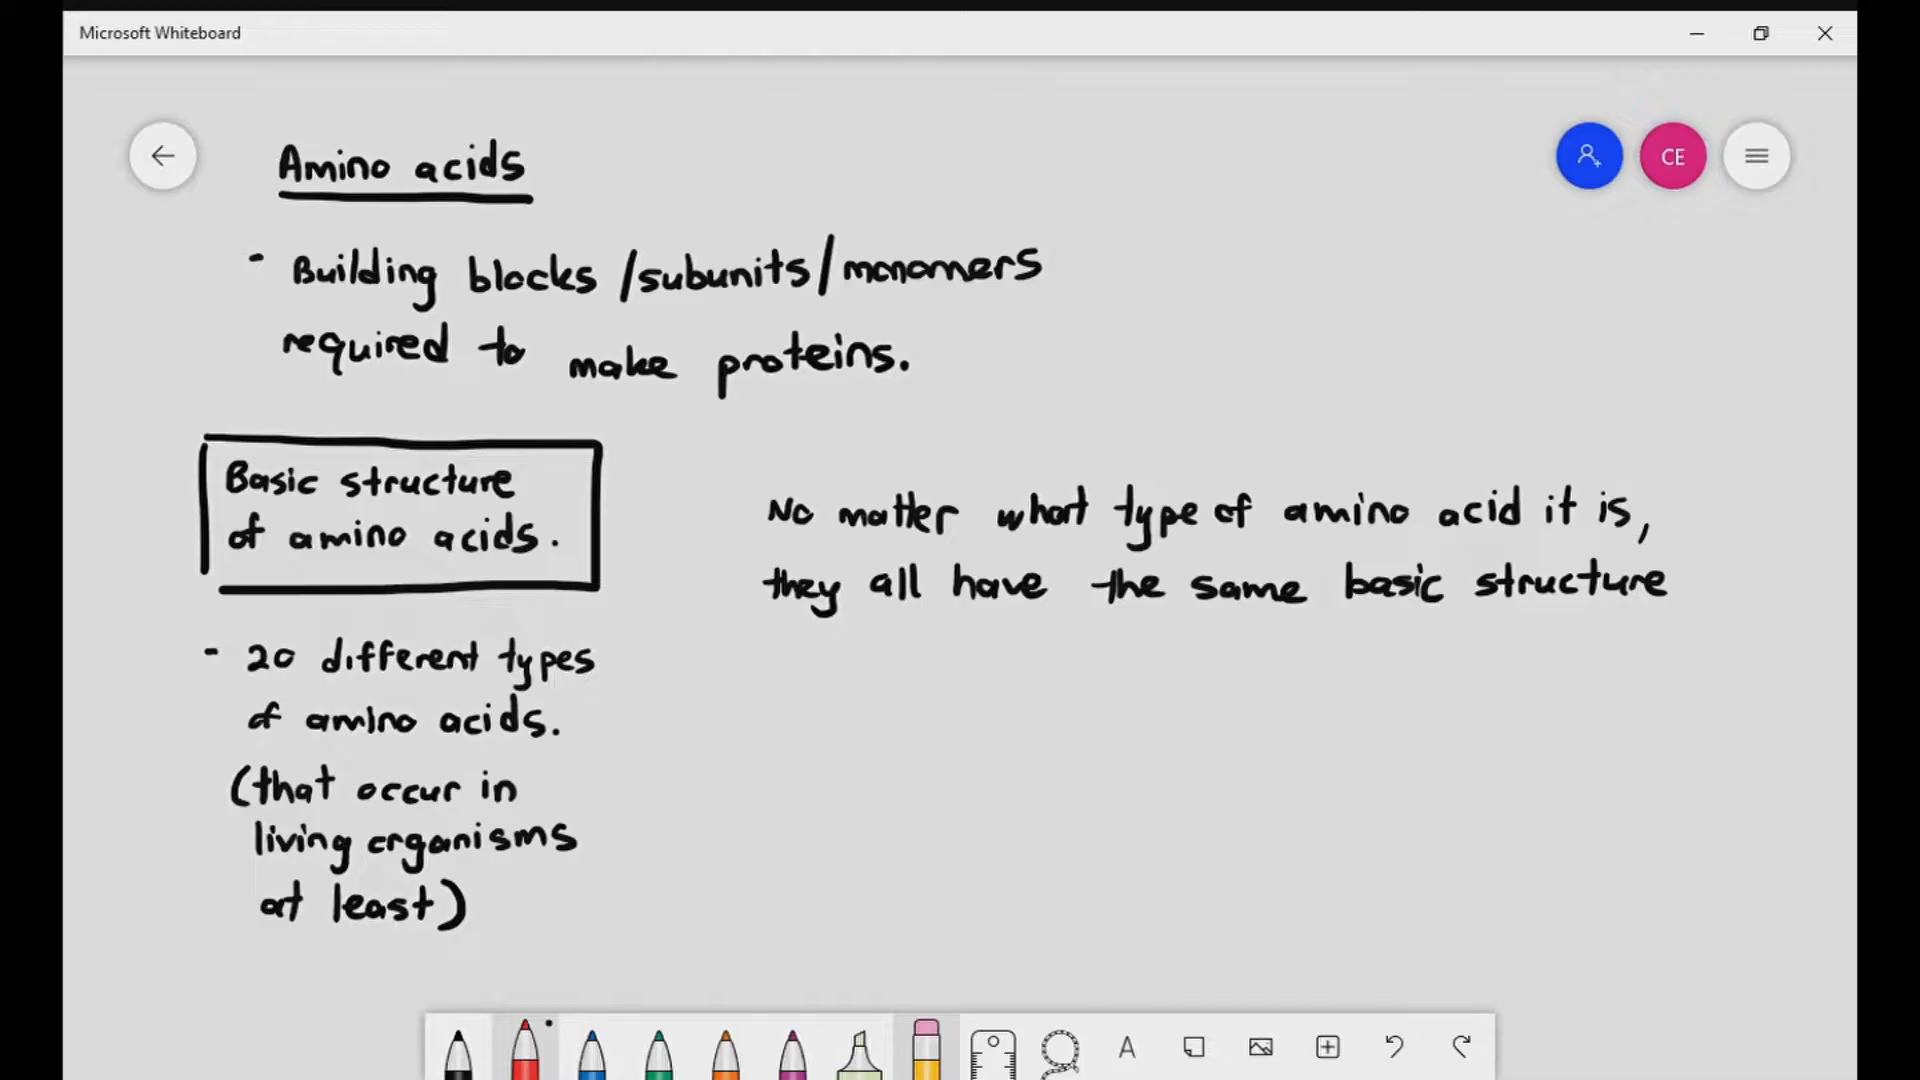 Microsoft Whiteboard
CE
Amino acids
- Building blocks /subunits/monomers
required to make proteins.
Basic structure
of amino acids.
No matter what type of amino acid it is,
they all have the same basic structure
- 20 different types
of amino acids.
(that occur in
living organisms
at least)
A